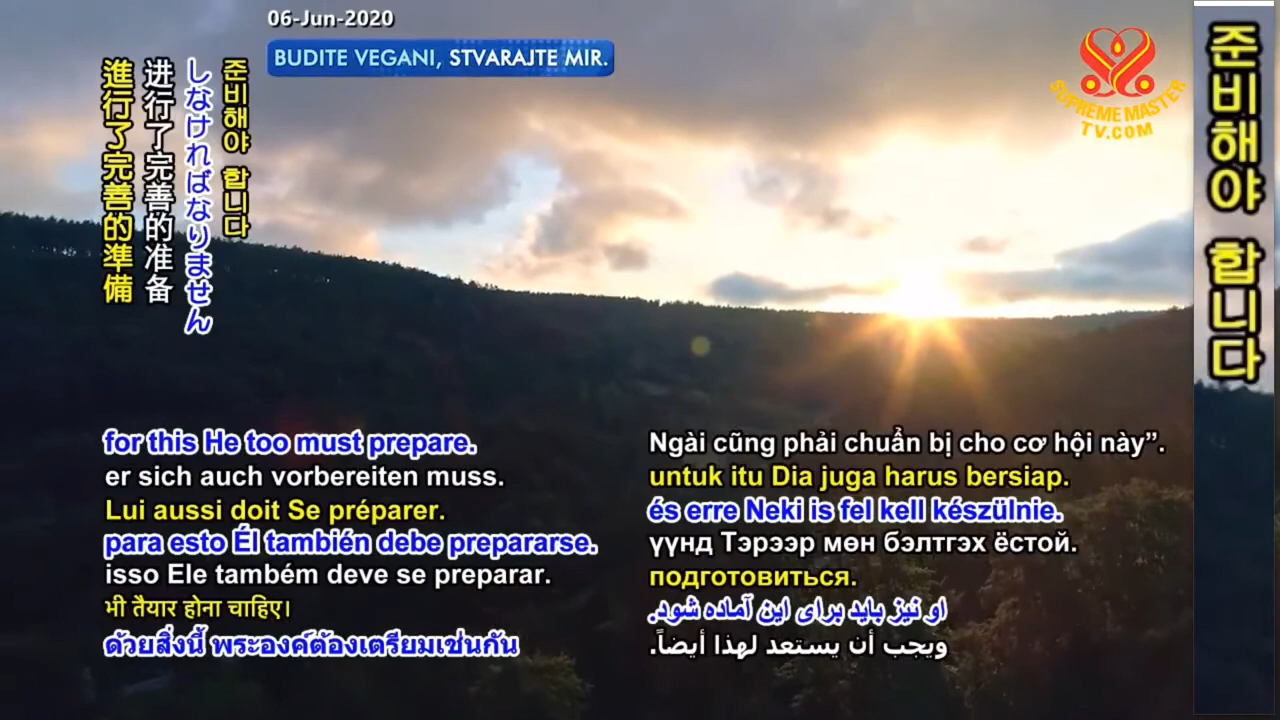 06-Jun-2020
BUDITE VEGANI, STVARAJTE MIR.
SUPREME MASTER
TV.COM
준비해야 합니다
준비해야 합니다
しなければなりません
进行了完善的准备
進行了完善的準備
for this He too must prepare.
er sich auch vorbereiten muss.
Lui aussi doit Se préparer.
para esto Él también debe prepararse.
isso Ele também deve se preparar.
भी तैयार होना चाहिए।
ด้วยสิ่งนี้ พระองค์ต้องเตรียมเช่นกัน
Ngài cũng phải chuẩn bị cho cơ hội này”.
untuk itu Dia juga harus bersiap.
és erre Neki is fel kell készülnie.
үүнд Тэрээр мөн бэлтгэх ёстой.
подготовиться.
او نیز باید برای این آماده شود.
ويجب أن يستعد لهذا أيضاً.